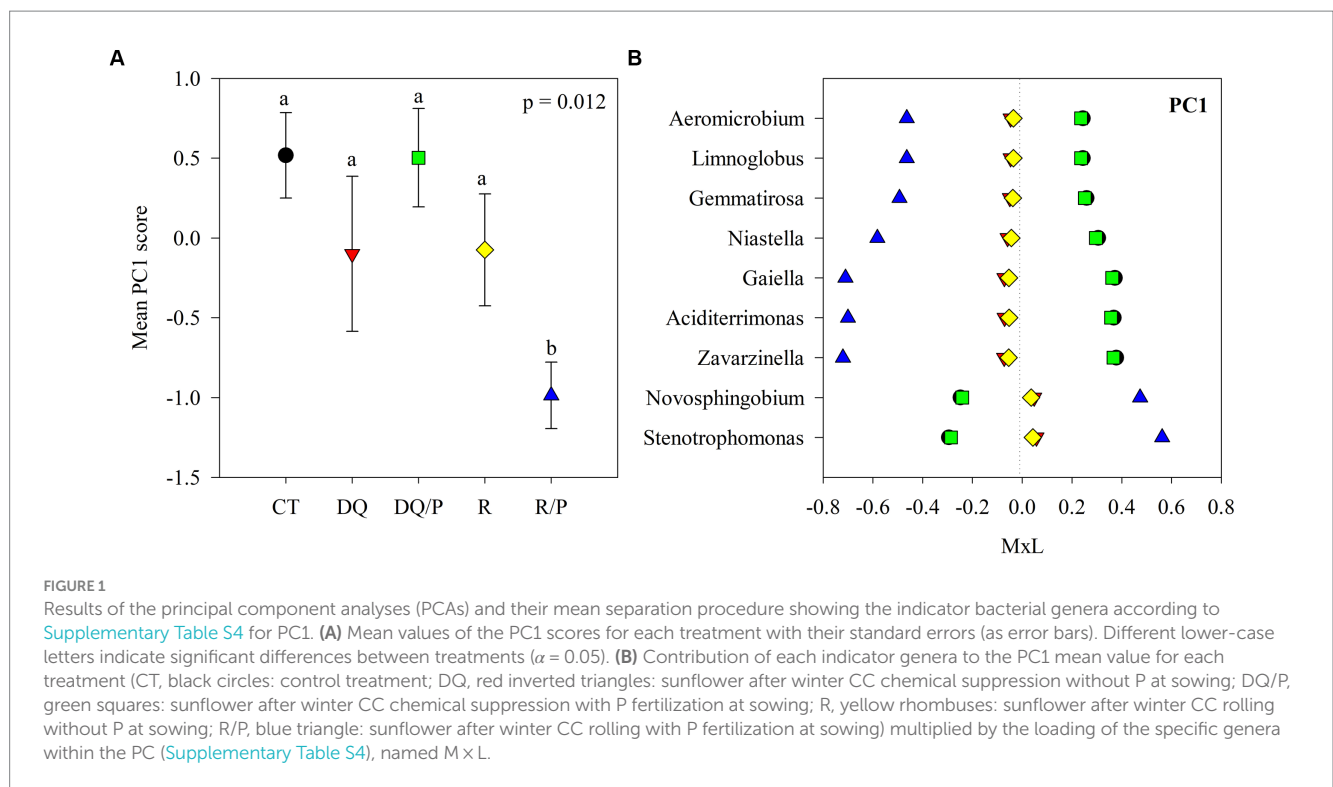 A
B
1.0
0.5
0.0
-0.5
-1.0
-1.5
Mean PC1 score
a
a
a
a
b
p = 0.012
CT
DQ
DQ/P
R
R/P
PC1
Aeromicrobium
Limnoglobus
Gemmatirosa
Niastella
Gaiella
Aciditerrimonas
Zavarzinella
Novosphingobium
Stenotrophomonas
-0.8 -0.6 -0.4 -0.2 0.0 0.2 0.4 0.6 0.8
MxL
FIGURE 1
Results of the principal component analyses (PCAs) and their mean separation procedure showing the indicator bacterial genera according to
Supplementary Table S4 for PC1. (A) Mean values of the PC1 scores for each treatment with their standard errors (as error bars). Different lower-case
letters indicate significant differences between treatments (α = 0.05). (B) Contribution of each indicator genera to the PC1 mean value for each
treatment (CT, black circles: control treatment; DQ, red inverted triangles: sunflower after winter CC chemical suppression without P at sowing; DQ/P,
green squares: sunflower after winter CC chemical suppression with P fertilization at sowing; R, yellow rhombuses: sunflower after winter CC rolling
without P at sowing; R/P, blue triangle: sunflower after winter CC rolling with P fertilization at sowing) multiplied by the loading of the specific genera
within the PC (Supplementary Table S4), named M × L.